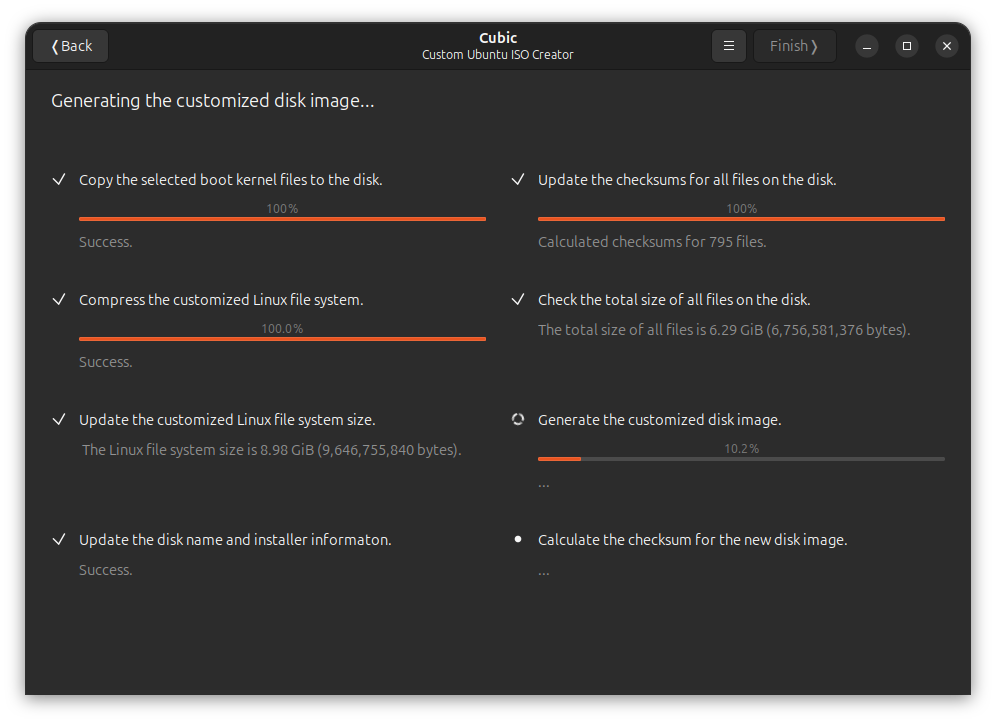 ❬Back
Cubic
Custom Ubuntu ISO Creator
Finish❭
Generating the customized disk image...
Copy the selected boot kernel files to the disk.
100%
Success.
Compress the customized Linux file system.
100.0%
Success.
Update the customized Linux file system size.
The Linux file system size is 8.98 GiB (9,646,755,840 bytes).
Update the disk name and installer informaton.
Success.
Update the checksums for all files on the disk.
100%
Calculated checksums for 795 files.
Check the total size of all files on the disk.
The total size of all files is 6.29 GiB (6,756,581,376 bytes).
Generate the customized disk image.
10.2%
...
Calculate the checksum for the new disk image.
...